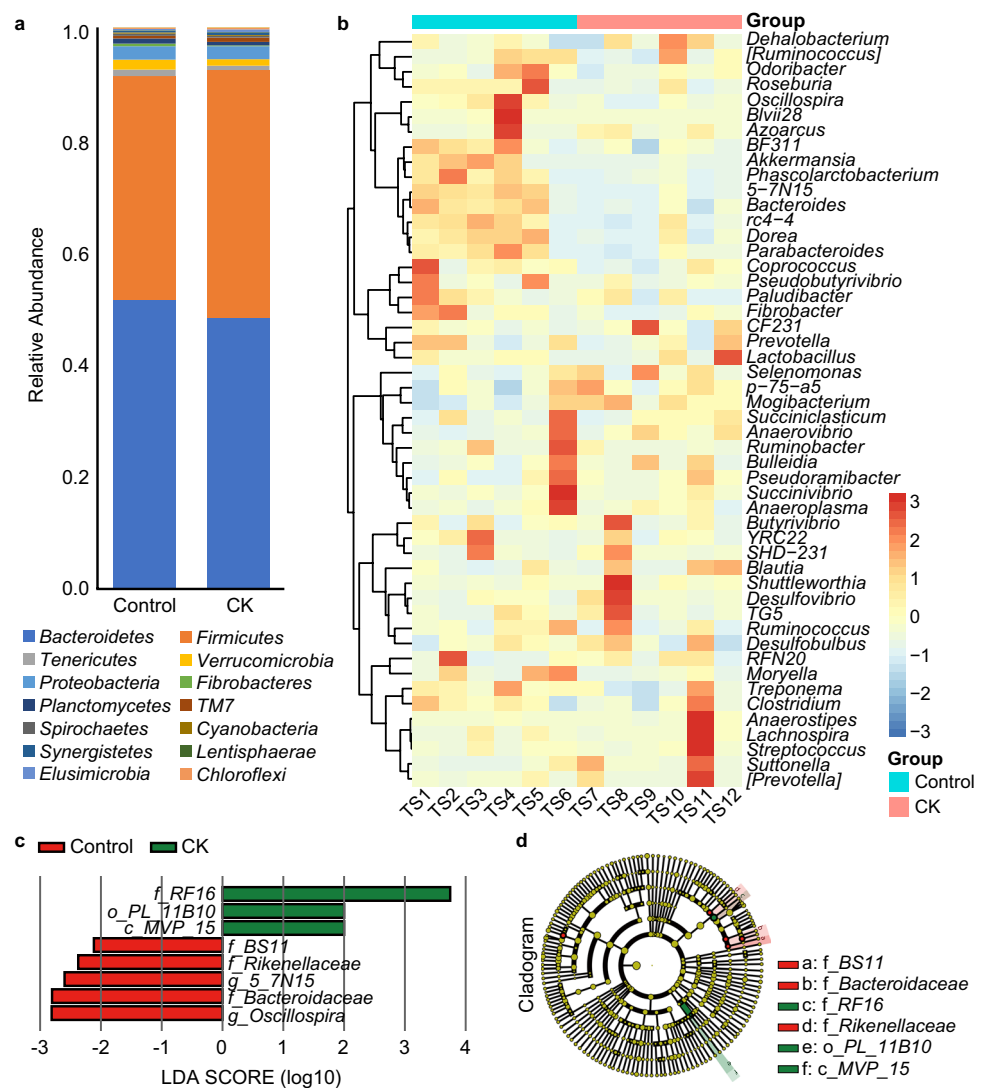 a
1.0
0.8
0.6
0.4
0.2
0.0
Relative Abundance
Control
CK
Bacteroidetes
Firmicutes
Tenericutes
Verrucomicrobia
Proteobacteria
Fibrobacteres
Planctomycetes
TM7
Spirochaetes
Cyanobacteria
Synergistetes
Lentisphaerae
Elusimicrobia
Chloroflexi
b
Group
Dehalobacterium
[Ruminococcus]
Odoribacter
Roseburia
Oscillospira
Blvii28
Azoarcus
BF311
Akkermansia
Phascolarctobacterium
5-7N15
Bacteroides
rc4-4
Dorea
Parabacteroides
Coprococcus
Pseudobutyrivibrio
Paludibacter
Fibrobacter
CF231
Prevotella
Lactobacillus
Selenomonas
p-75-a5
Mogibacterium
Succiniclasticum
Anaerovibrio
Ruminobacter
Bulleidia
Pseudoramibacter
Succinivibrio
Anaeroplasma
Butyrivibrio
YRC22
SHD-231
Blautia
Shuttleworthia
Desulfovibrio
TG5
Ruminococcus
Desulfobulbus
RFN20
Moryella
Treponema
Clostridium
Anaerostipes
Lachnospira
Streptococcus
Suttonella
[Prevotella]
TS1 TS2 TS3 TS4 TS5 TS6 TS7 TS8 TS9 TS10 TS11 TS12
3
2
1
0
−1
−2
−3
Group
Control
CK
c
Control
CK
f_RF16
o_PL_11B10
c_MVP_15
f_BS11
f_Rikenellaceae
g_5_7N15
f_Bacteroidaceae
g_Oscillospira
-3 -2 -1 0 1 2 3 4
LDA SCORE (log10)
d
Cladogram
a: f_BS11
b: f_Bacteroidaceae
c: f_RF16
d: f_Rikenellaceae
e: o_PL_11B10
f: c_MVP_15